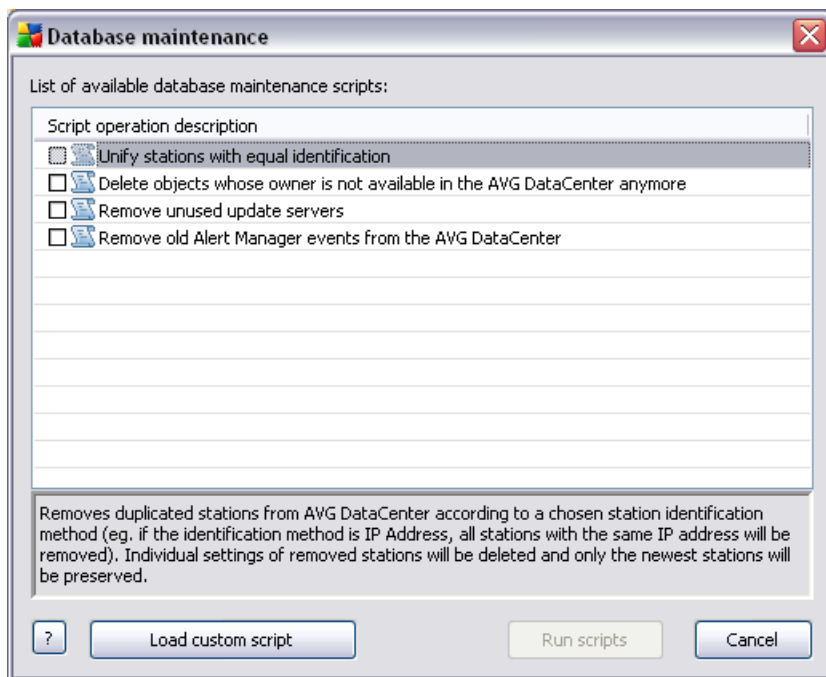 Database maintenance
List of available database maintenance scripts:
Script operation description
Unify stations with equal identification
Delete objects whose owner is not available in the AVG DataCenter anymore
Remove unused update servers
Remove old Alert Manager events from the AVG DataCenter
Removes duplicated stations from AVG DataCenter according to a chosen station identification
method (eg. if the identification method is IP Address, all stations with the same IP address will be
removed). Individual settings of removed stations will be deleted and only the newest stations will
be preserved.
? Load custom script Run scripts Cancel